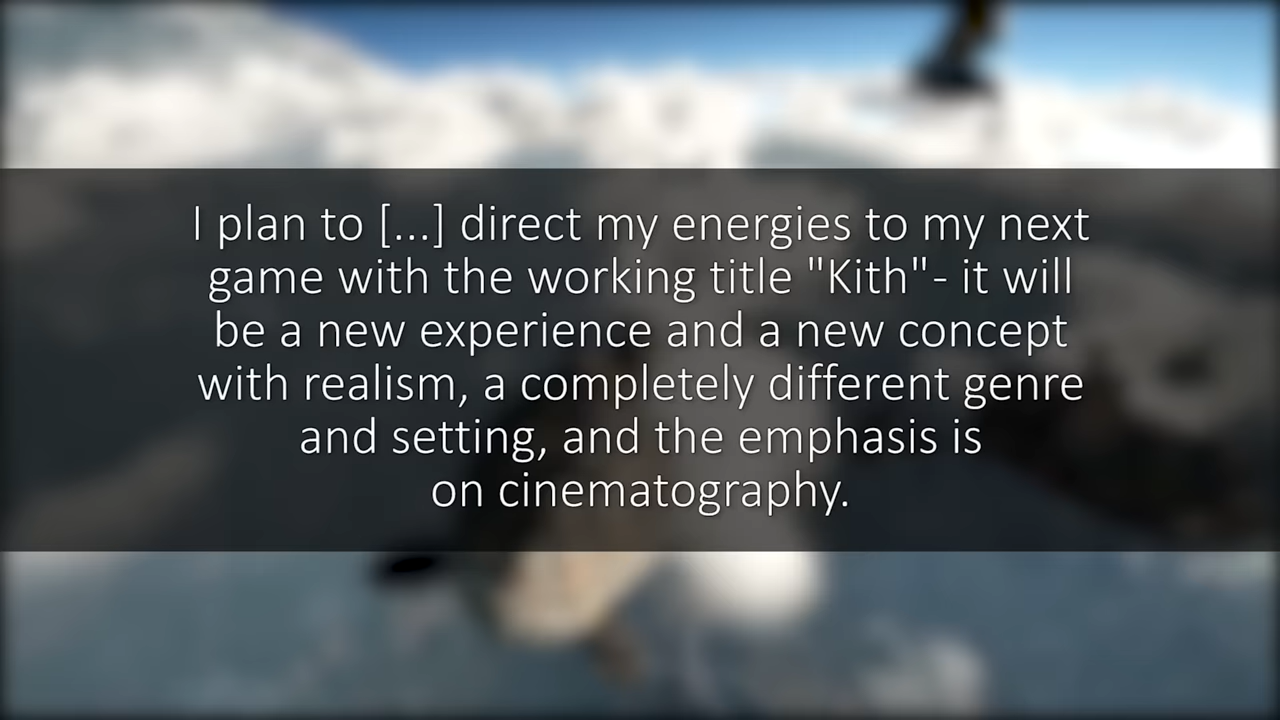 I plan to [...] direct my energies to my next
game with the working title "Kith"- it will
be a new experience and a new concept
with realism, a completely different genre
and setting, and the emphasis is
on cinematography.